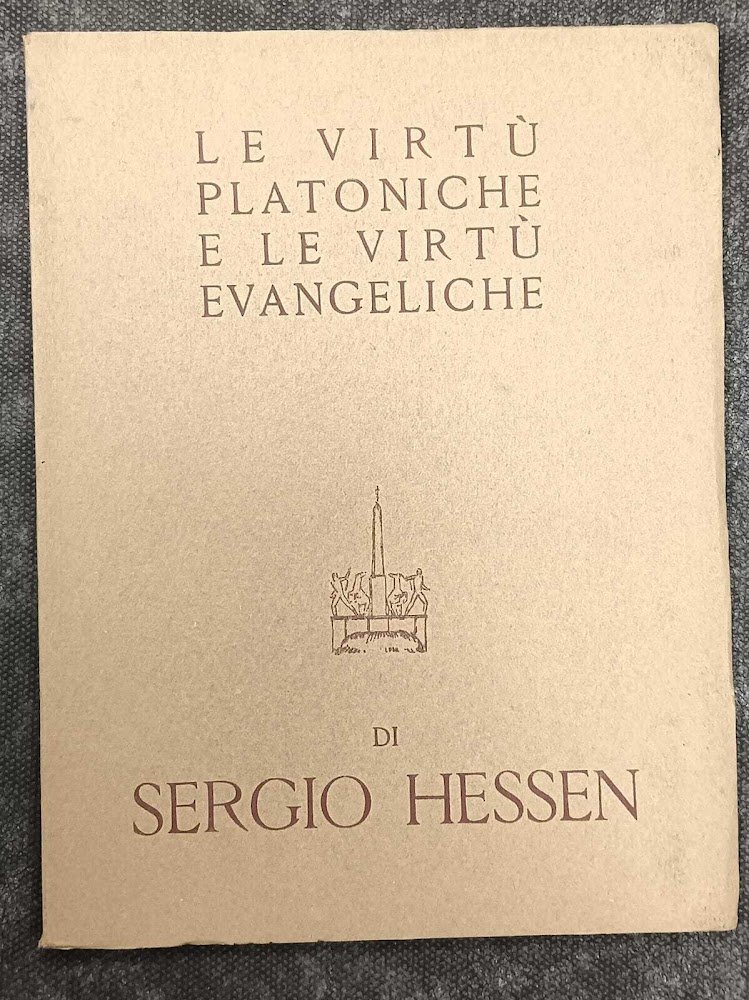 LE VIRTÙ
PLATONICHE
E LE VIRTÙ
EVANGELICHE
DI
SERGIO HESSEN